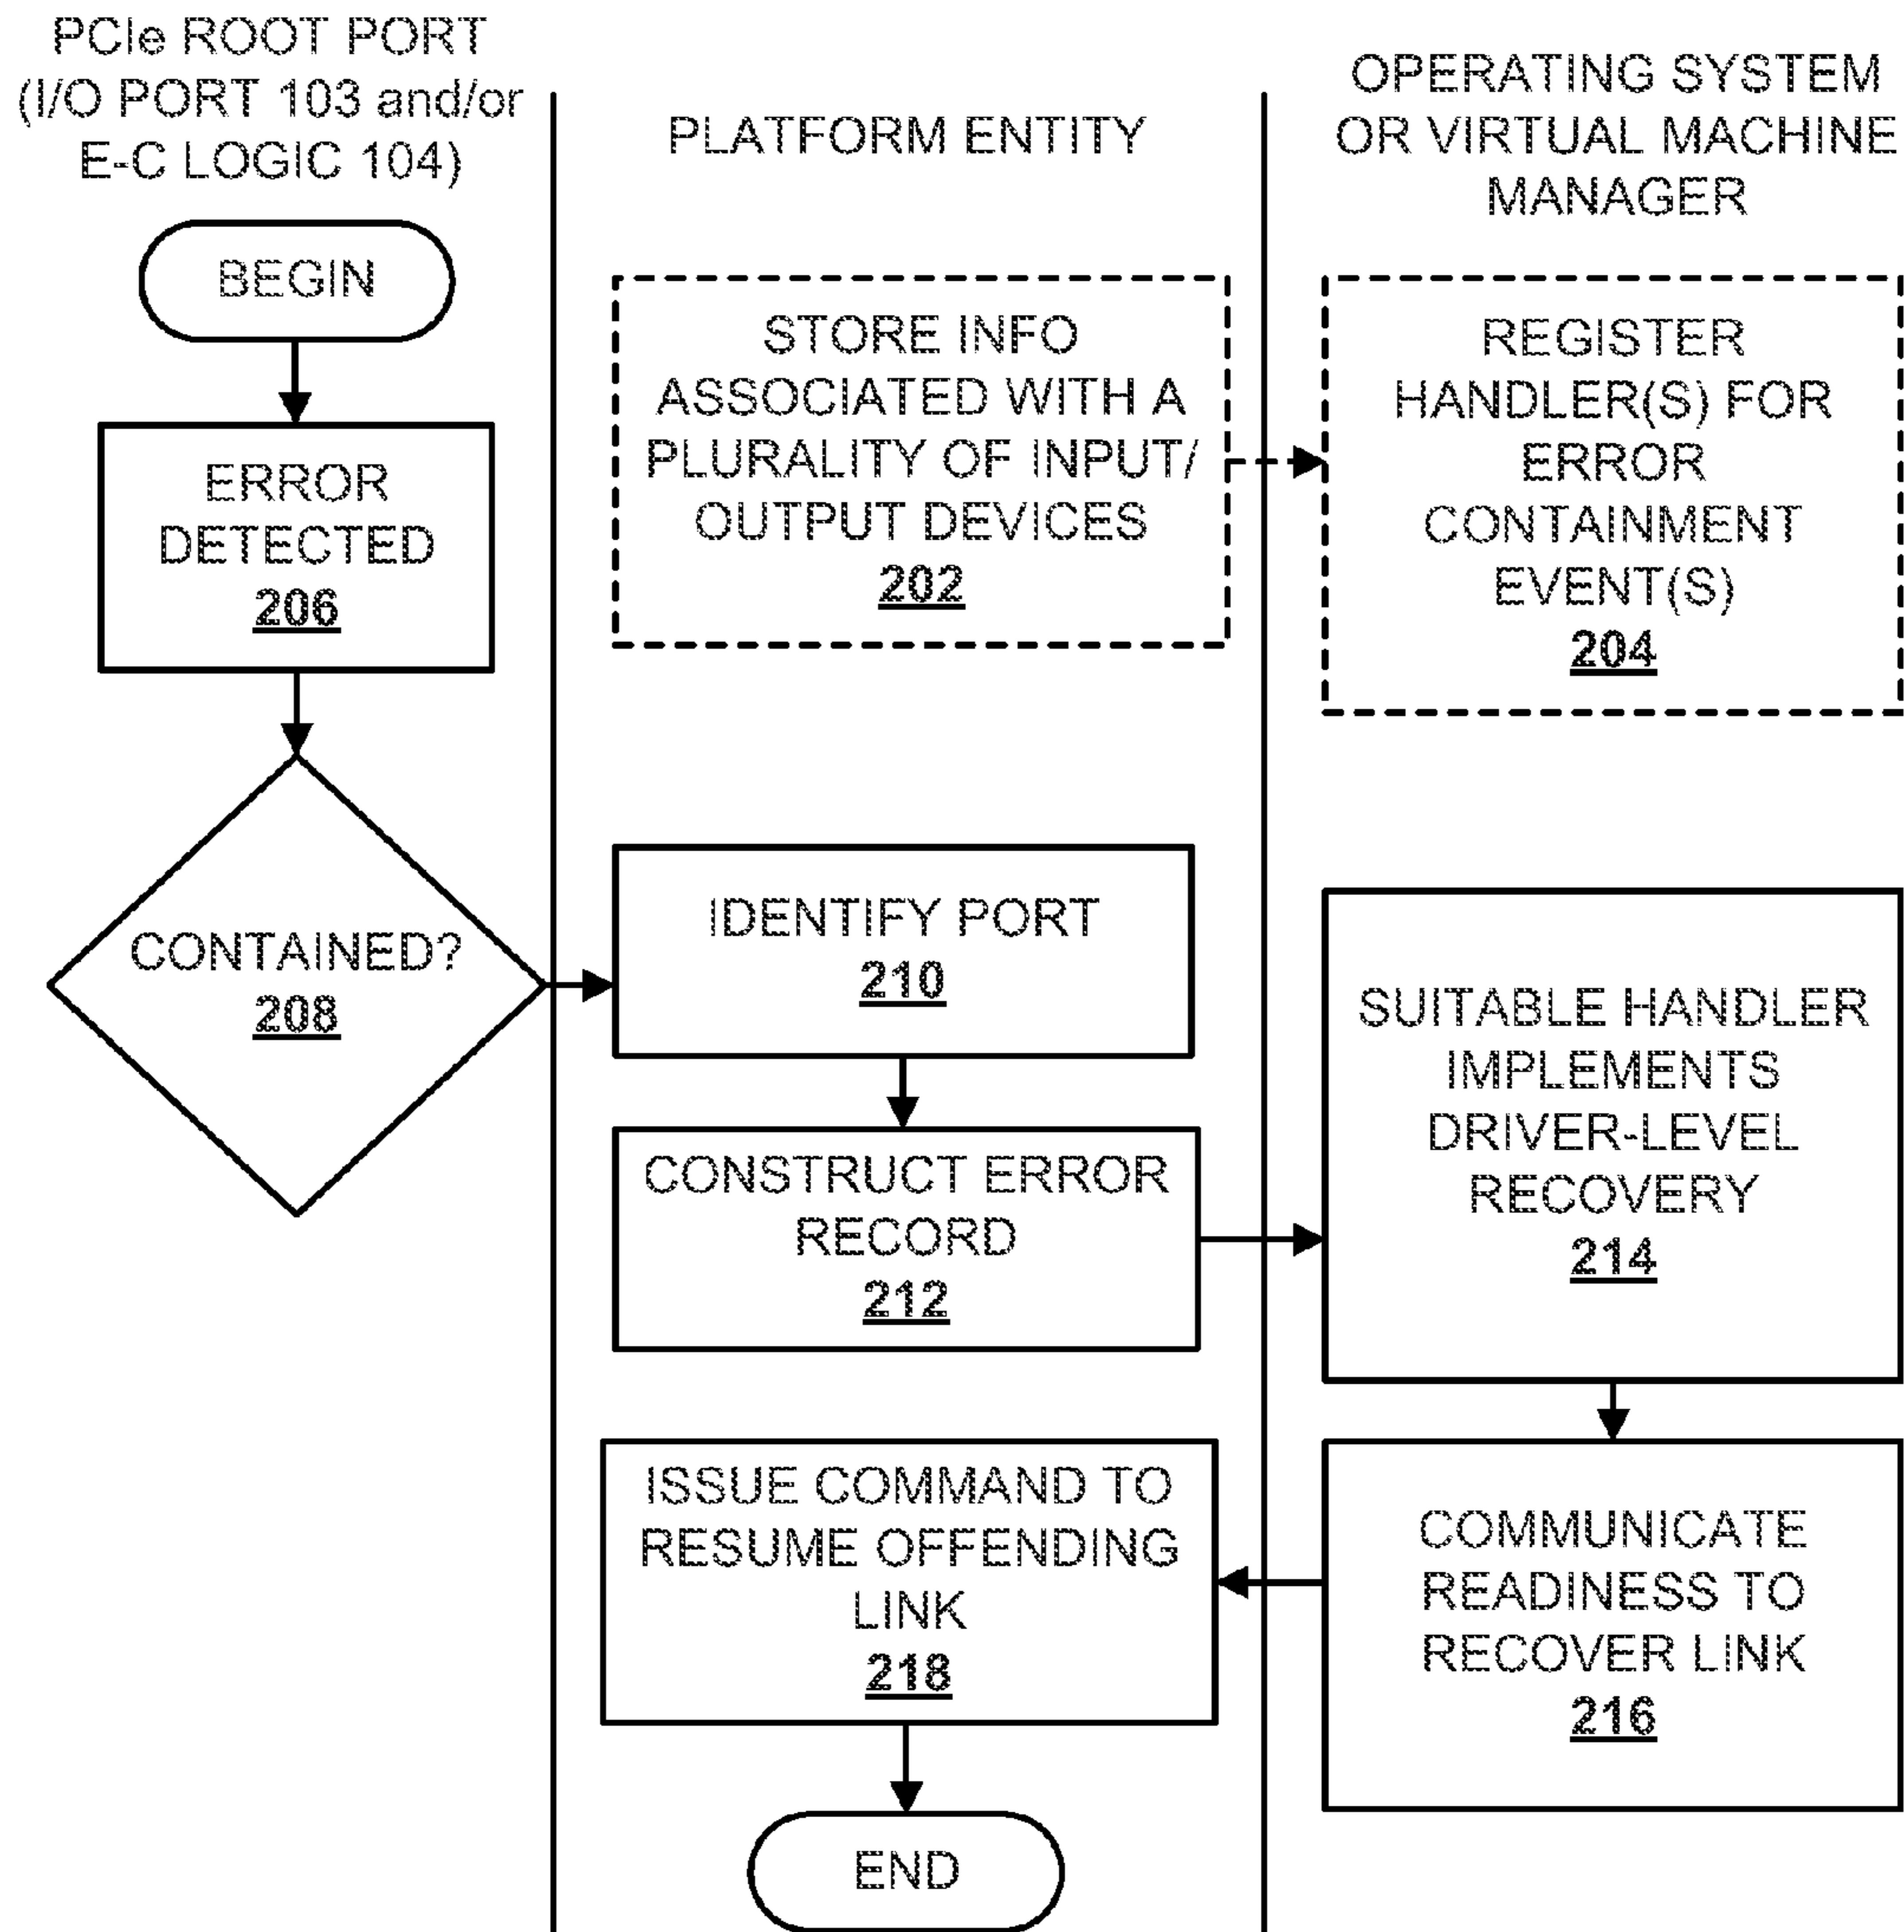 PCIe ROOT PORT
(I/O PORT 103 and/or
E-C LOGIC 104)
PLATFORM ENTITY
OPERATING SYSTEM
OR VIRTUAL MACHINE
MANAGER
BEGIN
ERROR
DETECTED
206
CONTAINED?
208
STORE INFO
ASSOCIATED WITH A
PLURALITY OF INPUT/
OUTPUT DEVICES
202
REGISTER
HANDLER(S) FOR
ERROR
CONTAINMENT
EVENT(S)
204
IDENTIFY PORT
210
CONSTRUCT ERROR
RECORD
212
SUITABLE HANDLER
IMPLEMENTS
DRIVER-LEVEL
RECOVERY
214
COMMUNICATE
READINESS TO
RECOVER LINK
216
ISSUE COMMAND TO
RESUME OFFENDING
LINK
218
END